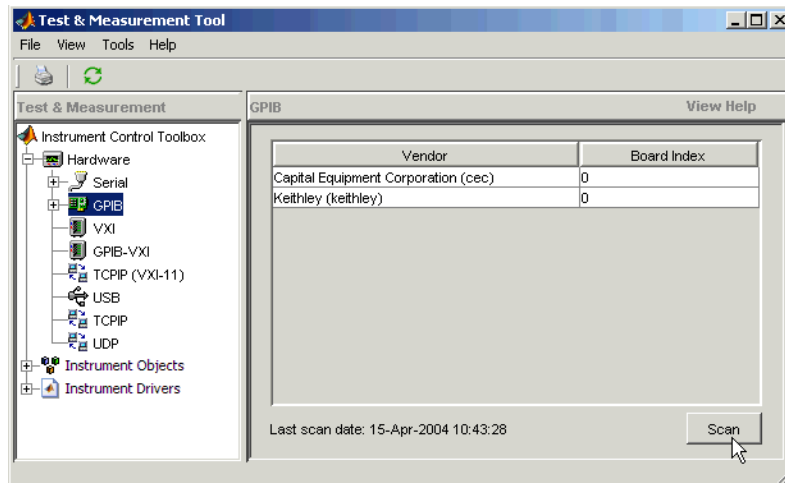 Test & Measurement Tool
File View Tools Help
Test & Measurement
GPIB View Help
Instrument Control Toolbox
Hardware
Serial
GPIB
VXI
GPIB-VXI
TCPIP (VXI-11)
USB
TCPIP
UDP
Instrument Objects
Instrument Drivers
Vendor Board Index
Capital Equipment Corporation (cec) 0
Keithley (keithley) 0
Last scan date: 15-Apr-2004 10:43:28
Scan